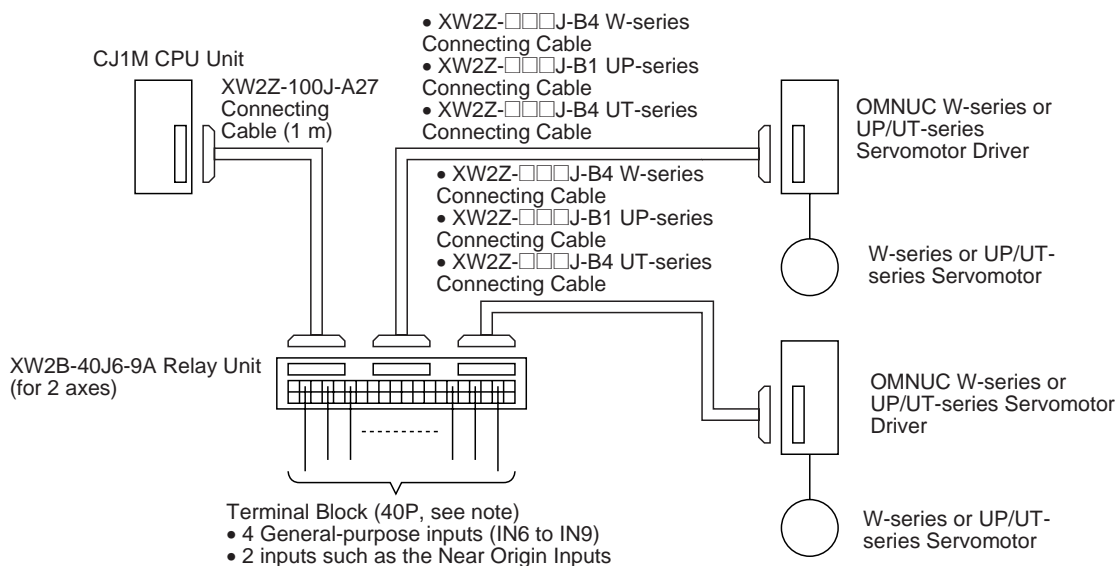 CJ1M CPU Unit
XW2Z-100J-A27
Connecting
Cable (1 m)
• XW2Z-□□□J-B4 W-series
Connecting Cable
• XW2Z-□□□J-B1 UP-series
Connecting Cable
• XW2Z-□□□J-B4 UT-series
Connecting Cable
OMNUC W-series or
UP/UT-series
Servomotor Driver
• XW2Z-□□□J-B4 W-series
Connecting Cable
• XW2Z-□□□J-B1 UP-series
Connecting Cable
• XW2Z-□□□J-B4 UT-series
Connecting Cable
W-series or UP/UT-
series Servomotor
XW2B-40J6-9A Relay Unit
(for 2 axes)
OMNUC W-series or
UP/UT-series Servomotor
Driver
Terminal Block (40P, see note)
• 4 General-purpose inputs (IN6 to IN9)
• 2 inputs such as the Near Origin Inputs
W-series or UP/UT-
series Servomotor